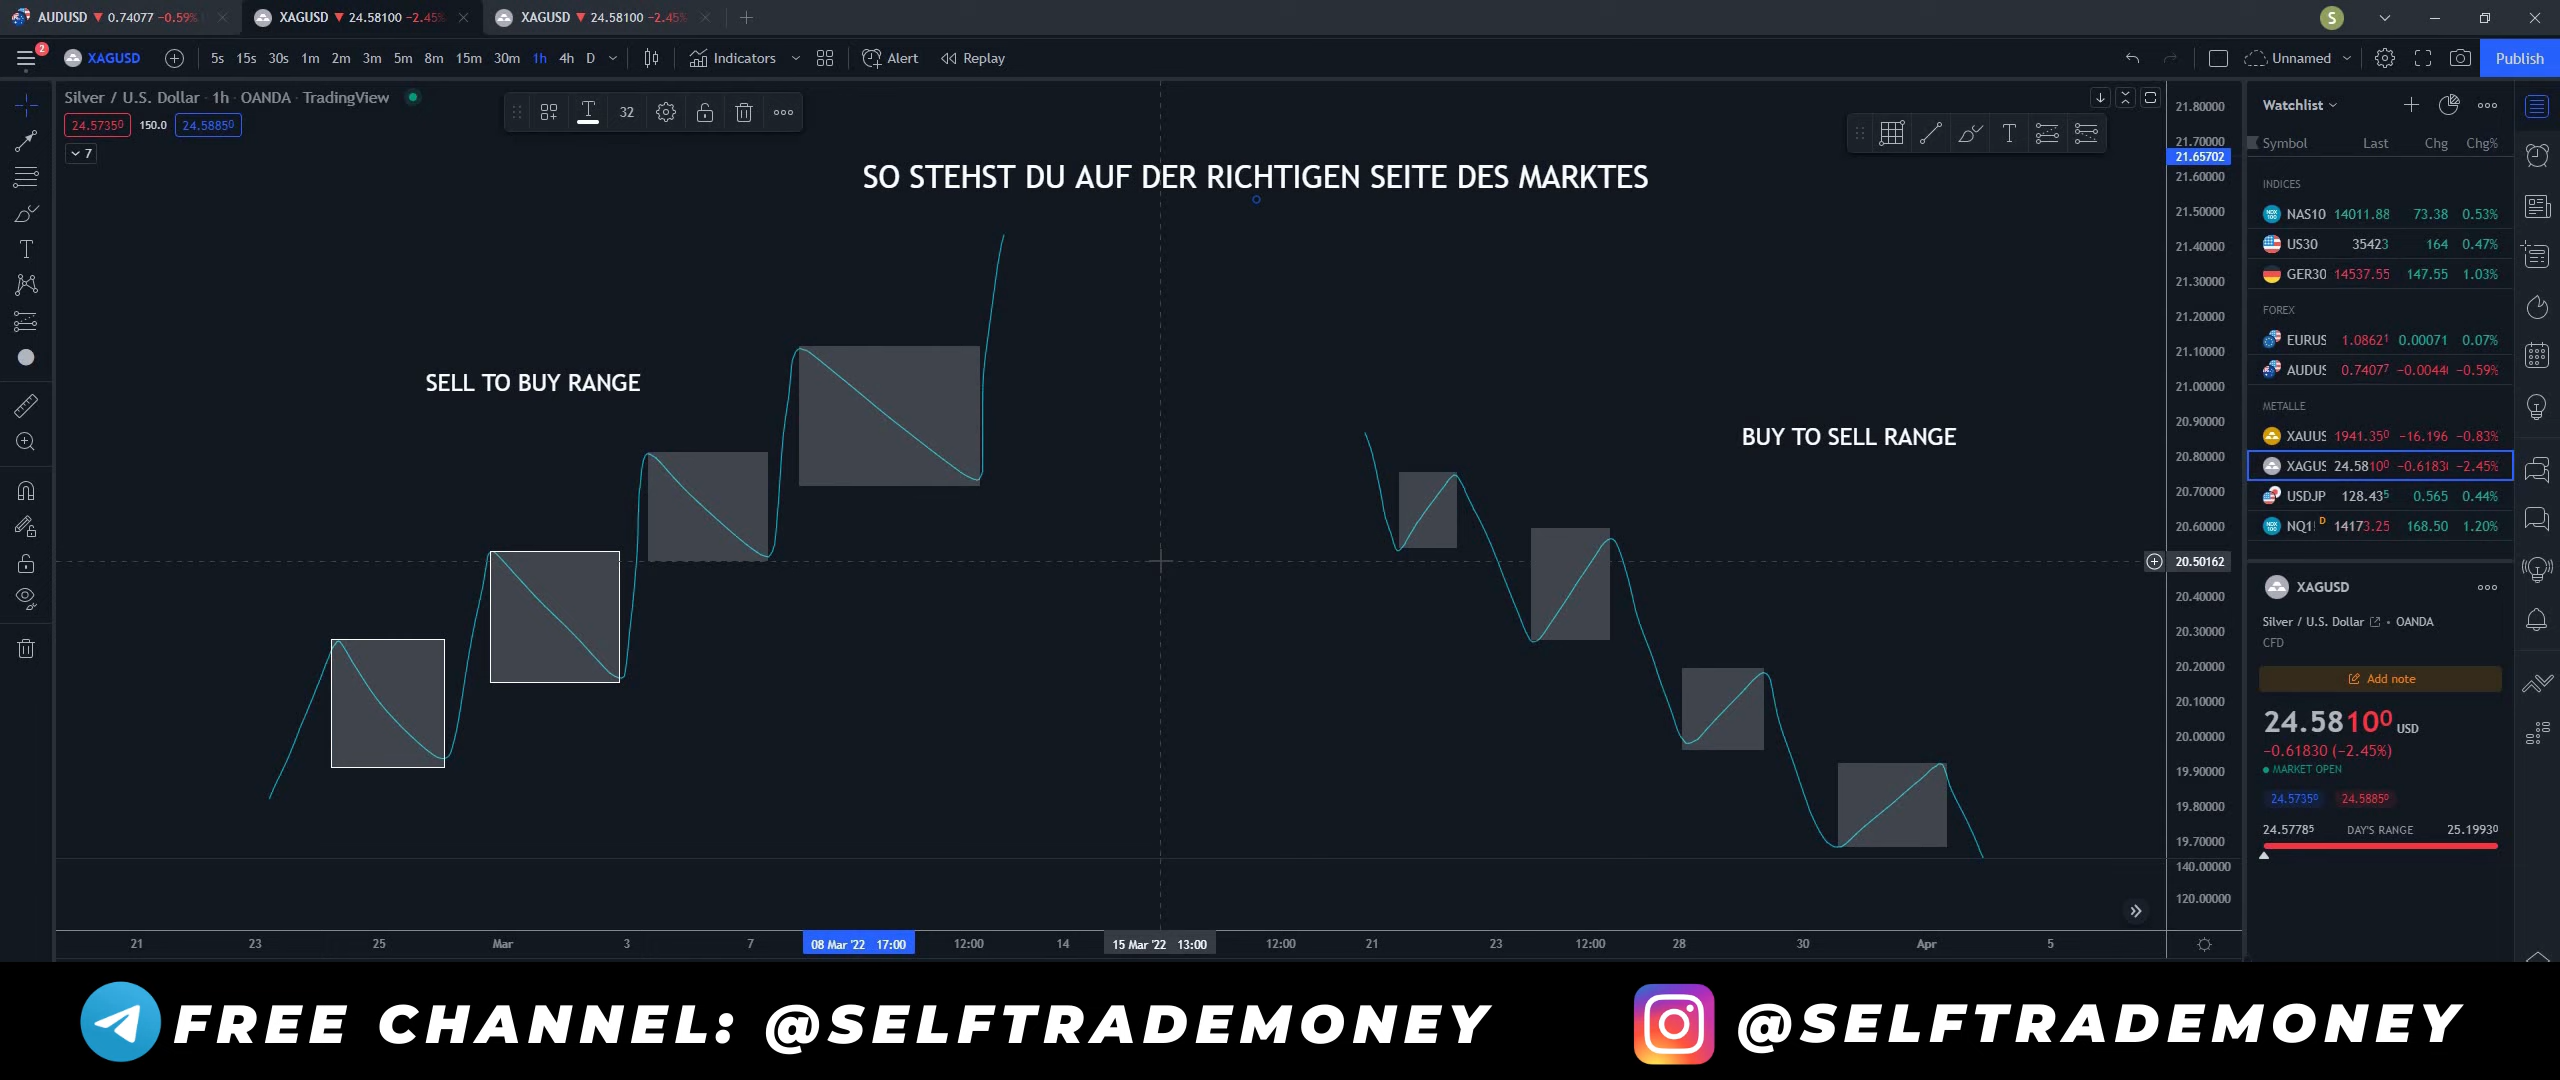 AUDUSD ▼ 0.74077 −0.59%
XAGUSD ▼ 24.58100 −2.45%
XAGUSD ▼ 24.58100 −2.45%
S
2
XAGUSD
5s 15s 30s 1m 2m 3m 5m 8m 15m 30m 1h 4h D
Indicators
Alert
Replay
Unnamed
Publish
Silver / U.S. Dollar · 1h · OANDA · TradingView
24.57350 150.0 24.58850
7
T 32
SO STEHST DU AUF DER RICHTIGEN SEITE DES MARKTES
SELL TO BUY RANGE
BUY TO SELL RANGE
21.80000
21.70000
21.65702
21.60000
21.50000
21.40000
21.30000
21.20000
21.10000
21.00000
20.90000
20.80000
20.70000
20.60000
20.50162
20.40000
20.30000
20.20000
20.10000
20.00000
19.90000
19.80000
19.70000
140.00000
120.00000
21 23 25 Mar 3 7 08 Mar '22 17:00 12:00 14 15 Mar '22 13:00 12:00 21 23 12:00 28 30 Apr 5
Watchlist
Symbol Last Chg Chg%
INDICES
NAS10 14011.88 73.38 0.53%
US30 35423 164 0.47%
GER30 14537.55 147.55 1.03%
FOREX
EURUS 1.08621 0.00071 0.07%
AUDUS 0.74077 −0.0044 −0.59%
METALLE
XAUUS 1941.350 −16.196 −0.83%
XAGUS 24.58100 −0.6183 −2.45%
USDJP 128.435 0.565 0.44%
NQ1! D 14173.25 168.50 1.20%
XAGUSD
Silver / U.S. Dollar • OANDA
CFD
Add note
24.58100 USD
−0.61830 (−2.45%)
MARKET OPEN
24.57350 24.58850
24.57785 DAY'S RANGE 25.19930
FREE CHANNEL: @SELFTRADEMONEY
@SELFTRADEMONEY